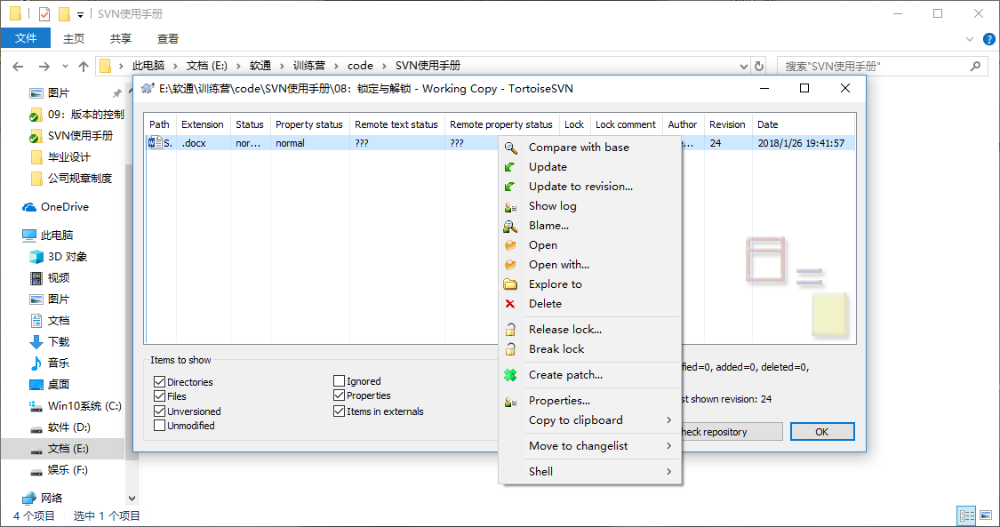 SVN使用手册
文件 主页 共享 查看
此电脑 文档 (E:) 软通 训练营 code SVN使用手册
搜索"SVN使用手册"
图片
09：版本的控制
SVN使用手册
毕业设计
公司规章制度
OneDrive
此电脑
3D 对象
视频
图片
文档
下载
音乐
桌面
Win10系统 (C:)
软件 (D:)
文档 (E:)
娱乐 (F:)
网络
4 个项目 选中 1 个项目
E:\软通\训练营\code\SVN使用手册\08：锁定与解锁 - Working Copy - TortoiseSVN
Path Extension Status Property status Remote text status Remote property status Lock Lock comment Author Revision Date
S. .docx nor... normal ??? ??? e... 24 2018/1/26 19:41:57
Compare with base
Update
Update to revision...
Show log
Blame...
Open
Open with...
Explore to
Delete
Release lock...
Break lock
Create patch...
Properties...
Copy to clipboard
Move to changelist
Shell
Items to show
Directories
Files
Unversioned
Unmodified
Ignored
Properties
Items in externals
fied=0, added=0, deleted=0,
st shown revision: 24
heck repository
OK